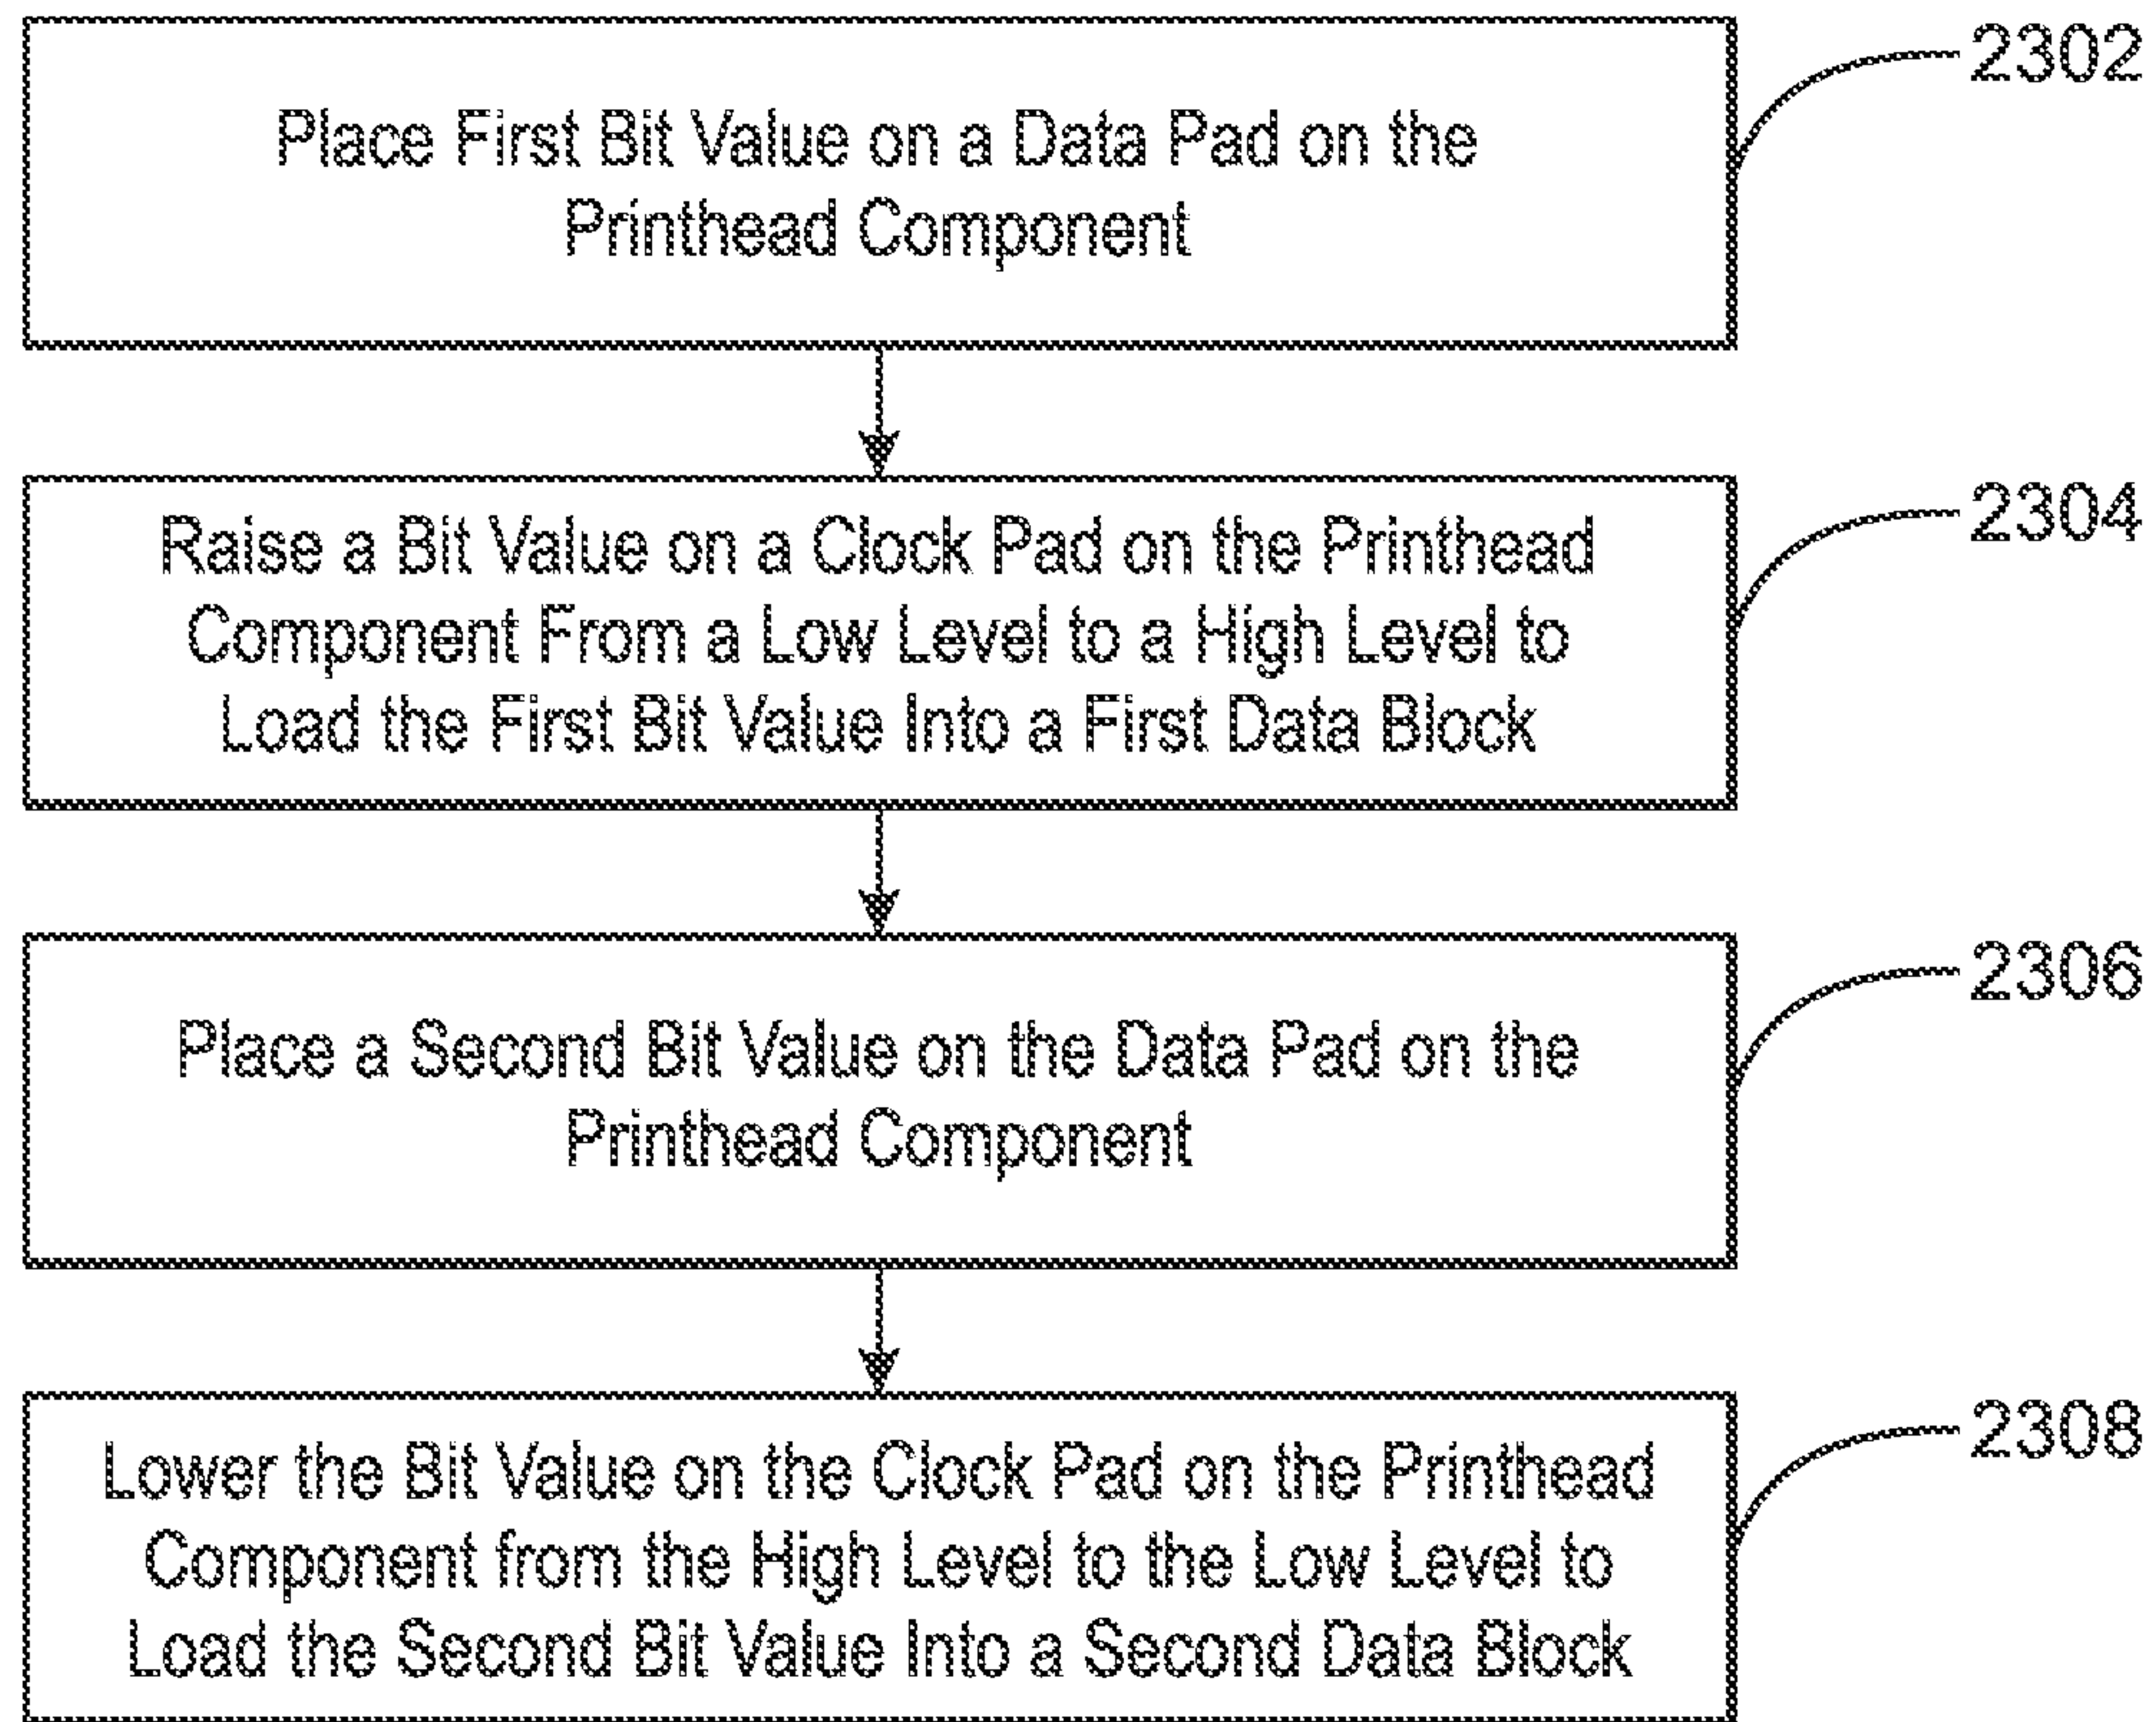 Place First Bit Value on a Data Pad on the
Printhead Component
2302
Raise a Bit Value on a Clock Pad on the Printhead
Component From a Low Level to a High Level to
Load the First Bit Value Into a First Data Block
2304
Place a Second Bit Value on the Data Pad on the
Printhead Component
2306
Lower the Bit Value on the Clock Pad on the Printhead
Component from the High Level to the Low Level to
Load the Second Bit Value Into a Second Data Block
2308